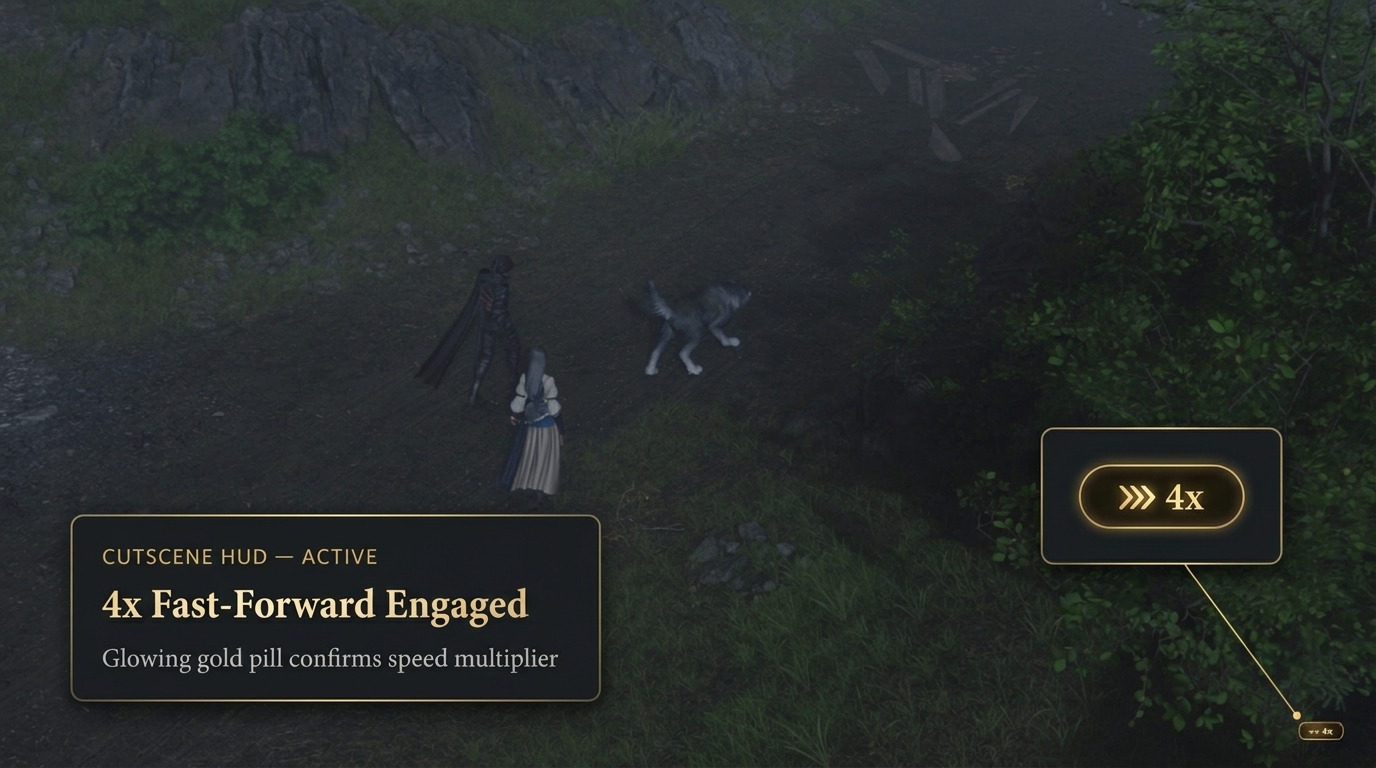 4x
CUTSCENE HUD — ACTIVE
4x Fast-Forward Engaged
Glowing gold pill confirms speed multiplier
4x